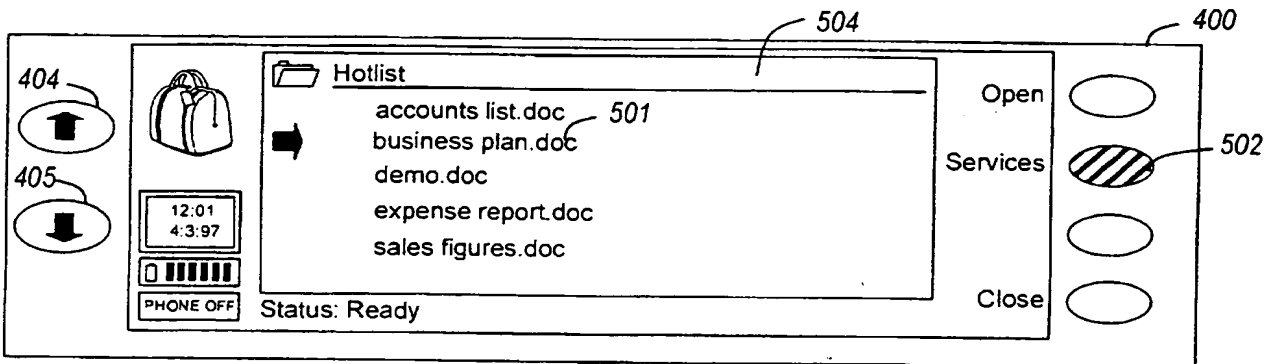 504
400
404
Hotlist
Open
accounts list.doc
501
business plan.doc
502
Services
405
demo.doc
12:01
4:3:97
expense report.doc
sales figures.doc
PHONE OFF
Status: Ready
Close